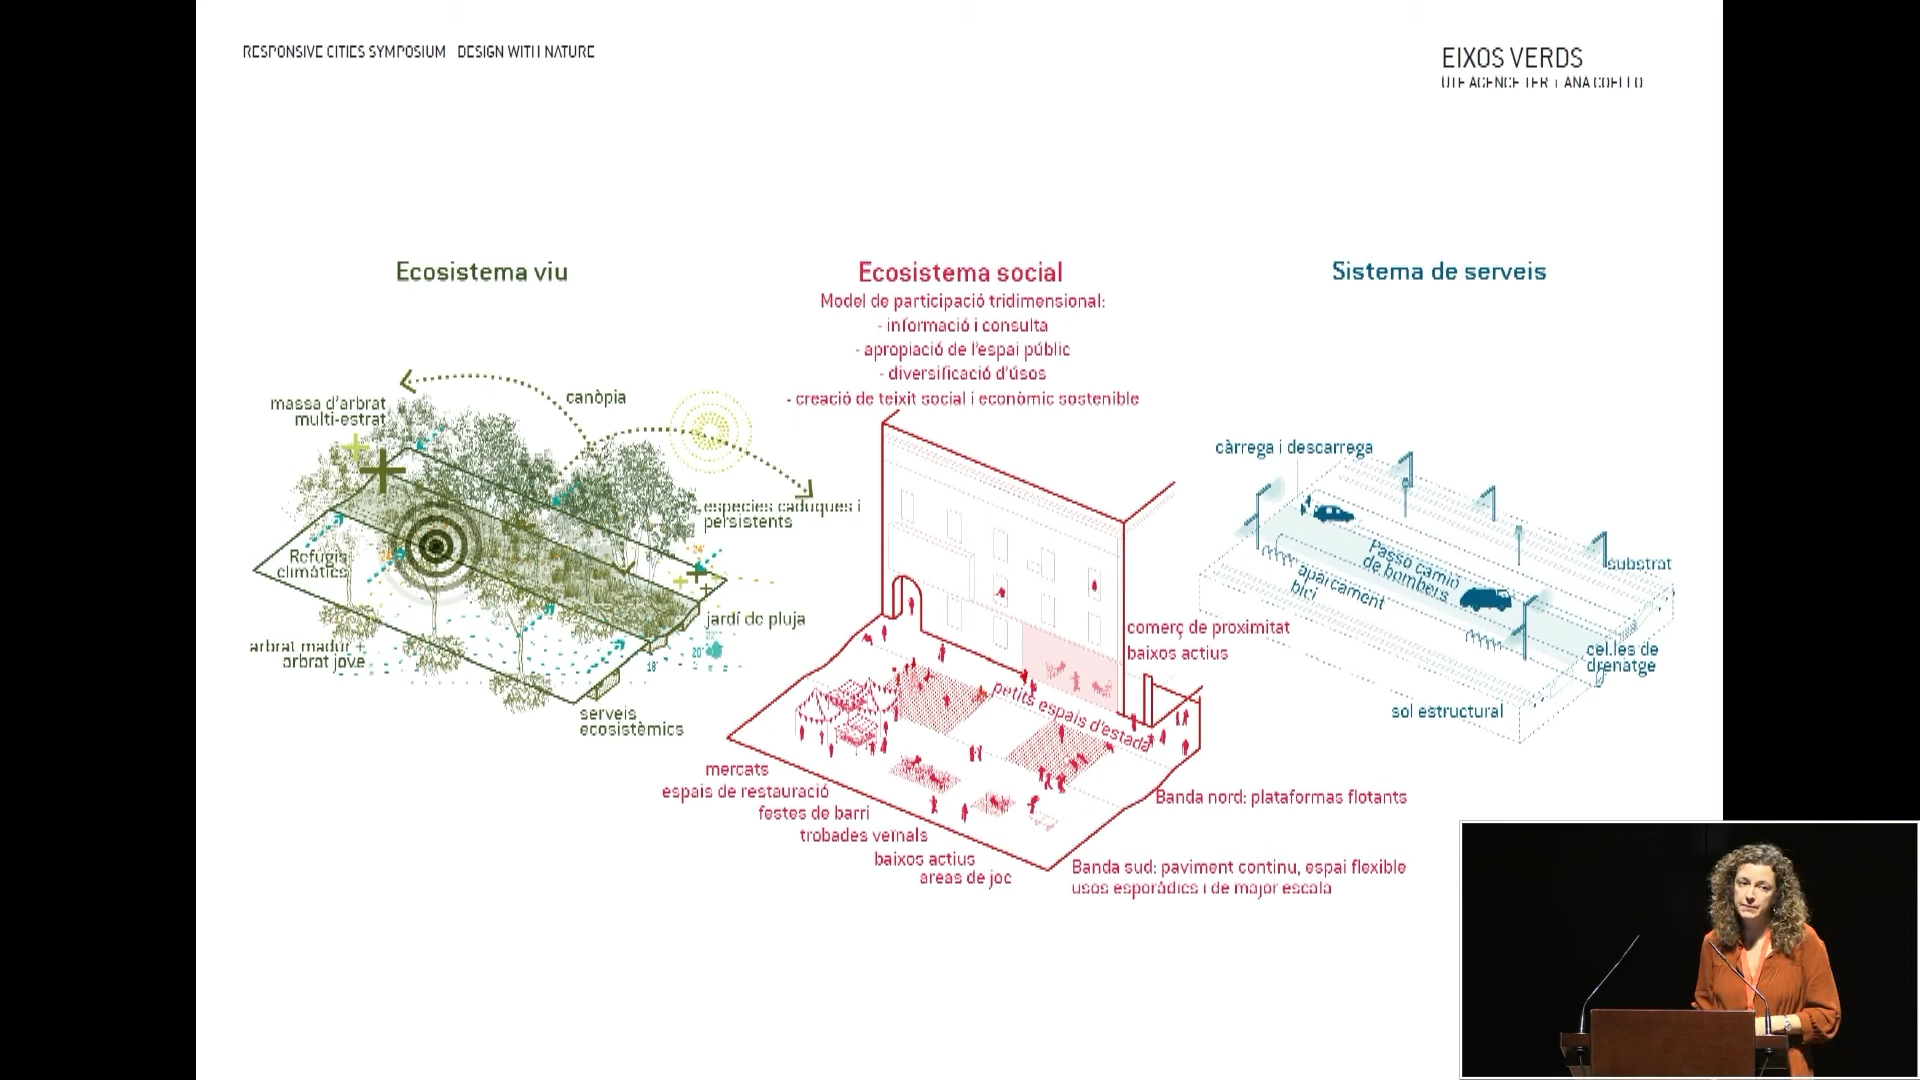 RESPONSIVE CITIES SYMPOSIUM DESIGN WITH NATURE
EIXOS VERDS
UTE AGENCE TER + ANA COELLO
Ecosistema viu
massa d'arbrat
multi-estrat
canòpia
especies caduques i
persistents
Refugis
climàtics
24°
24°
jardí de pluja
arbrat madur +
arbrat jove
18°
20°
serveis
ecosistèmics
Ecosistema social
Model de participació tridimensional:
- informació i consulta
- apropiació de l'espai públic
- diversificació d'úsos
- creació de teixit social i econòmic sostenible
comerç de proximitat
baixos actius
petits espais d'estada
mercats
espais de restauració
festes de barri
trobades veïnals
baixos actius
areas de joc
Banda nord: plataformas flotants
Banda sud: paviment continu, espai flexible
usos esporàdics i de major escala
Sistema de serveis
càrrega i descarrega
Passo camió
de bombers
aparcament
bici
substrat
cel.les de
drenatge
sol estructural